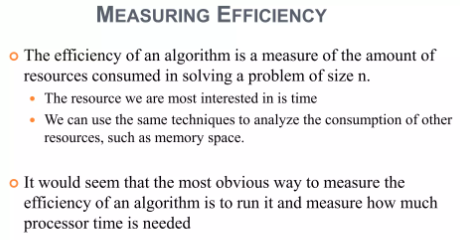 MEASURING EFFICIENCY
The efficiency of an algorithm is a measure of the amount of
resources consumed in solving a problem of size n.
The resource we are most interested in is time
We can use the same techniques to analyze the consumption of other
resources, such as memory space.
It would seem that the most obvious way to measure the
efficiency of an algorithm is to run it and measure how much
processor time is needed